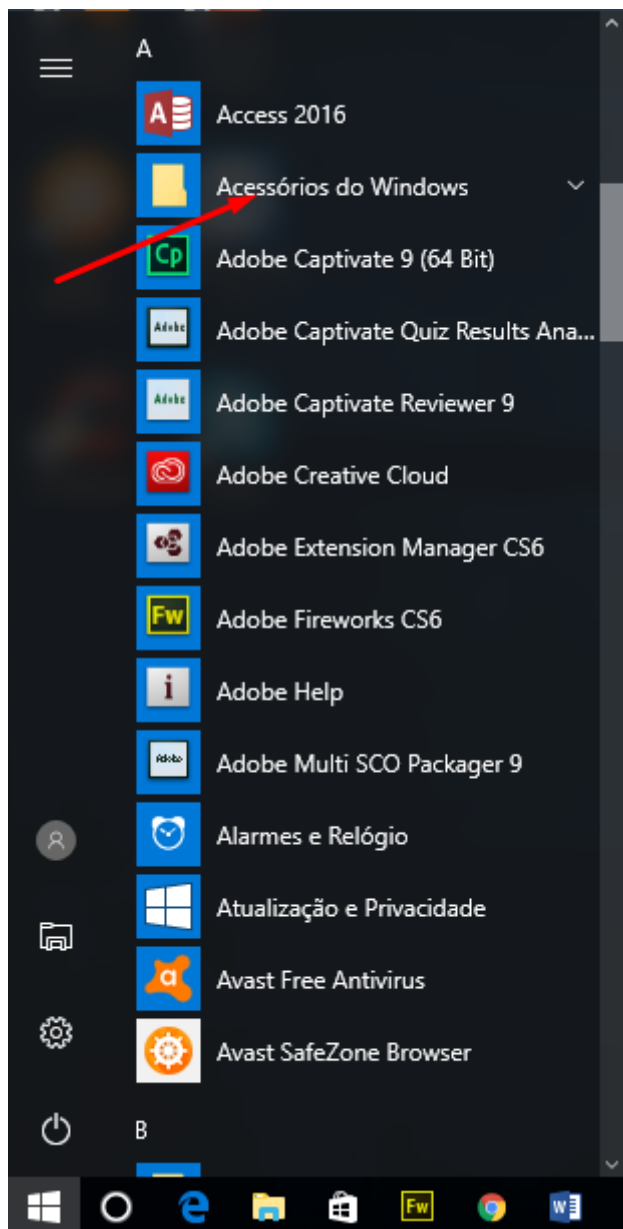 A
Access 2016
Acessórios do Windows
Adobe Captivate 9 (64 Bit)
Adobe Captivate Quiz Results Ana...
Adobe Captivate Reviewer 9
Adobe Creative Cloud
Adobe Extension Manager CS6
Adobe Fireworks CS6
Adobe Help
Adobe Multi SCO Packager 9
Alarmes e Relógio
Atualização e Privacidade
Avast Free Antivirus
Avast SafeZone Browser
B